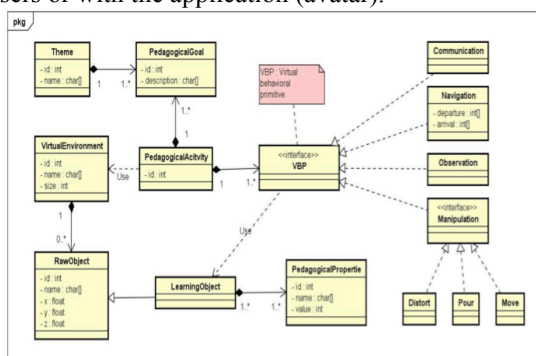 sers or with the application (avatar).
pkg
Theme
- id : int
- name : char[]
1
1..*
PedagogicalGoal
- id : int
- description : char[]
1..*
1
VBP : Virtual
behavioral
primitive
Communication
Navigation
- departure : int[]
- arrival : int[]
Observation
<<interface>>
Manipulation
VirtualEnvironment
- id : int
- name : char[]
- size : int
Use
PedagogicalAcitvity
- id : int
1
1..*
<<interface>>
VBP
1
0..*
Use
RawObject
- id : int
- name : char[]
- x : float
- y : float
- z : float
LearningObject
1..*
1..*
PedagogicalPropertie
- id : int
- name : char[]
- value : int
Distort
Pour
Move